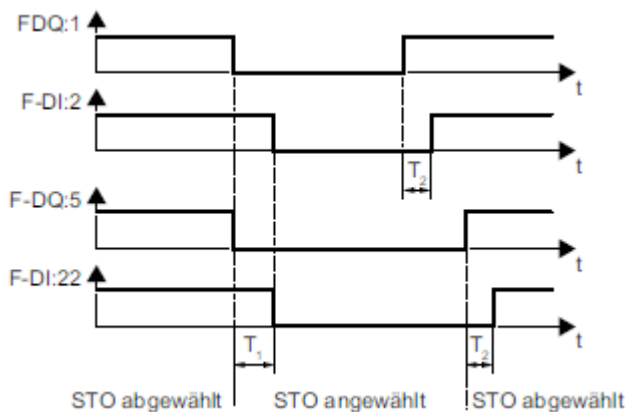 FDQ:1
t
F-DI:2
t
T2
F-DQ:5
t
F-DI:22
t
T1
T2
STO abgewählt STO angewählt STO abgewählt